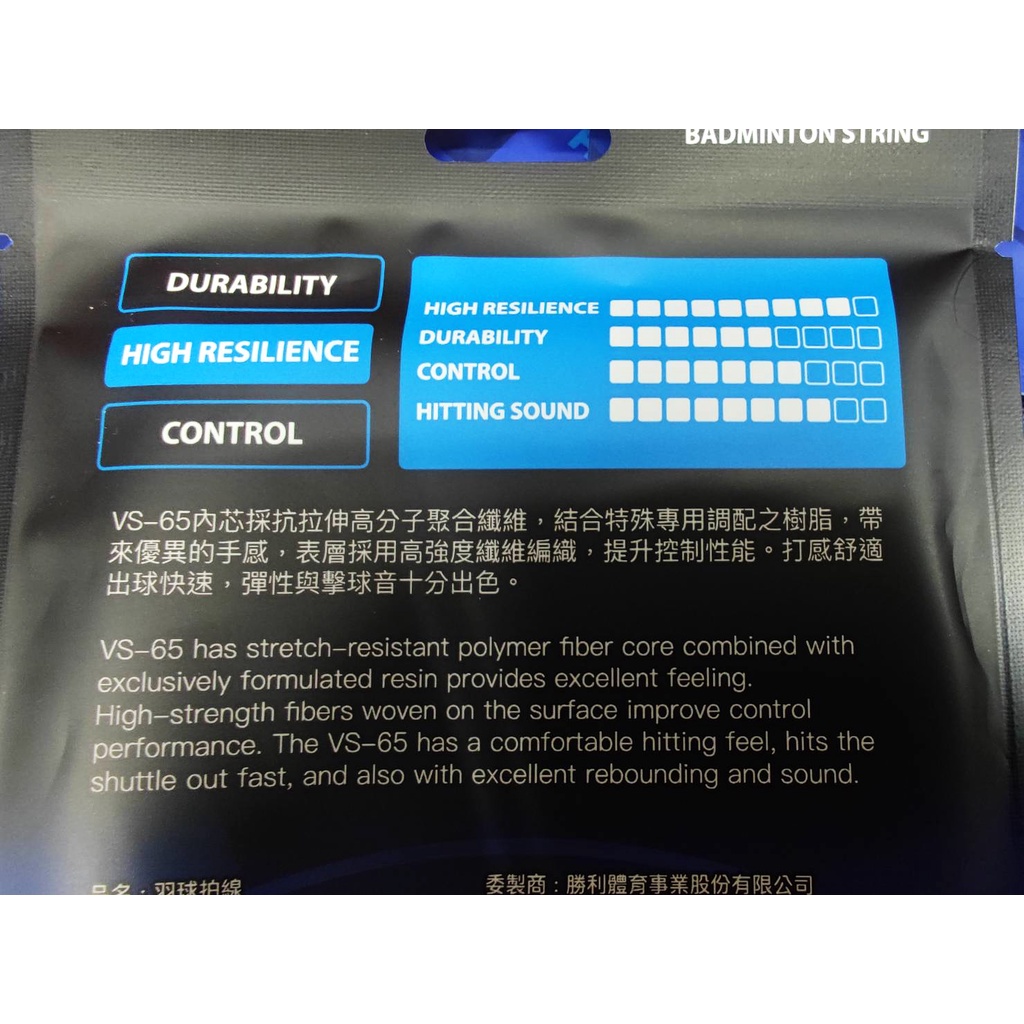 BADMINTON STRING
DURABILITY
HIGH RESILIENCE
CONTROL
HIGH RESILIENCE
DURABILITY
CONTROL
HITTING SOUND
VS-65內芯採抗拉伸高分子聚合纖維，結合特殊專用調配之樹脂，帶
來優異的手感，表層採用高強度纖維編織，提升控制性能。打感舒適
出球快速，彈性與擊球音十分出色。
VS-65 has stretch-resistant polymer fiber core combined with
exclusively formulated resin provides excellent feeling.
High-strength fibers woven on the surface improve control
performance. The VS-65 has a comfortable hitting feel, hits the
shuttle out fast, and also with excellent rebounding and sound.
品名：羽球拍線
委製商：勝利體育事業股份有限公司